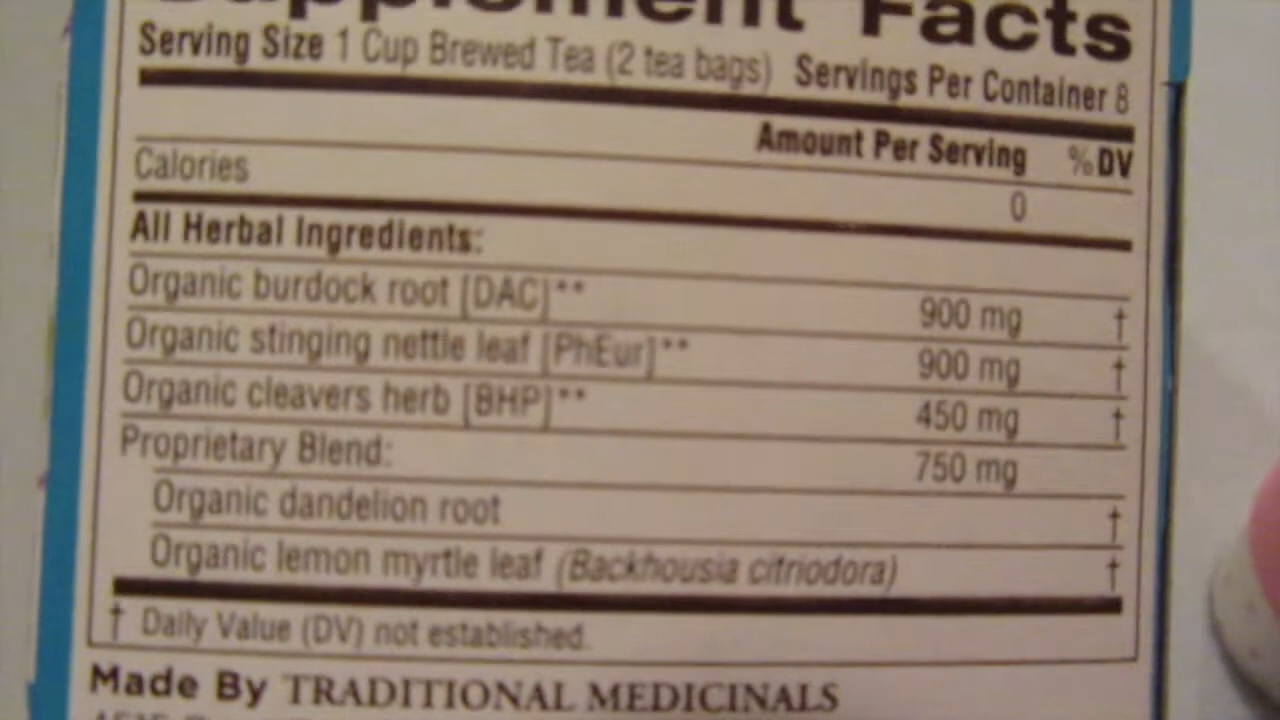 Supplement Facts
Serving Size 1 Cup Brewed Tea (2 tea bags) Servings Per Container 8
Amount Per Serving %DV
Calories 0
All Herbal Ingredients:
Organic burdock root [DAC]** 900 mg †
Organic stinging nettle leaf [PhEur]** 900 mg †
Organic cleavers herb [BHP]** 450 mg †
Proprietary Blend: 750 mg
Organic dandelion root †
Organic lemon myrtle leaf (Backhousia citriodora) †
† Daily Value (DV) not established.
Made By TRADITIONAL MEDICINALS